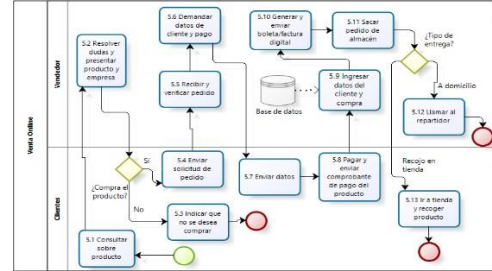 Venta Online
Vendedor
Clientes
5.2 Resolver
dudas y
presentar
producto y
empresa
5.6 Demandar
datos de
cliente y pago
5.10 Generar y
enviar
boleta/factura
digital
5.11 Sacar
pedido de
almacén
¿Tipo de
entrega?
5.5 Recibir y
verificar pedido
Base de datos
5.9 Ingresar
datos del
cliente y
compra
A domicilio
5.12 Llamar al
repartidor
Sí
5.4 Enviar
solicitud de
pedido
¿Compra el
producto?
No
5.7 Enviar datos
5.8 Pagar y
enviar
comprobante
de pago del
producto
Recojo en
tienda
5.3 Indicar que
no se desea
comprar
5.13 Ir a tienda
y recoger
producto
5.1 Consultar
sobre
producto